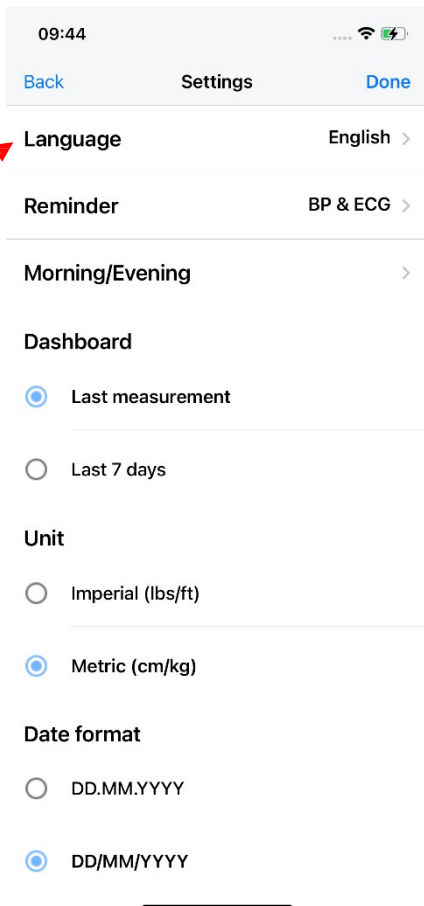 09:44
Back Settings Done
Language English
Reminder BP & ECG
Morning/Evening
Dashboard
Last measurement
Last 7 days
Unit
Imperial (lbs/ft)
Metric (cm/kg)
Date format
DD.MM.YYYY
DD/MM/YYYY